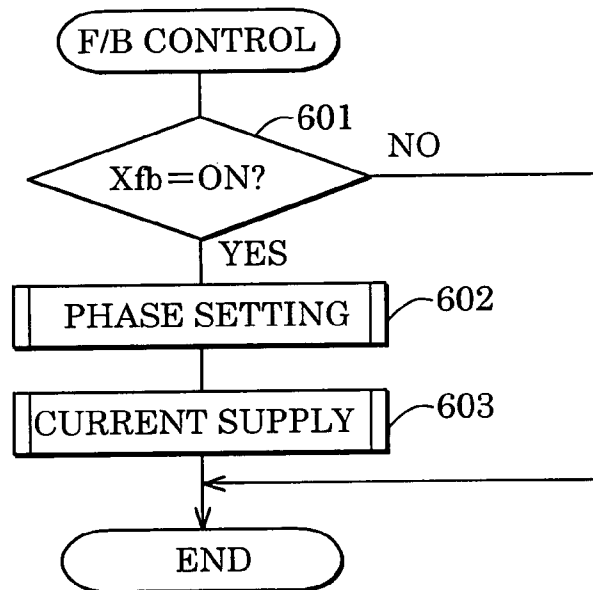 F/B CONTROL
601
NO
Xfb=ON?
YES
PHASE SETTING
602
CURRENT SUPPLY
603
END